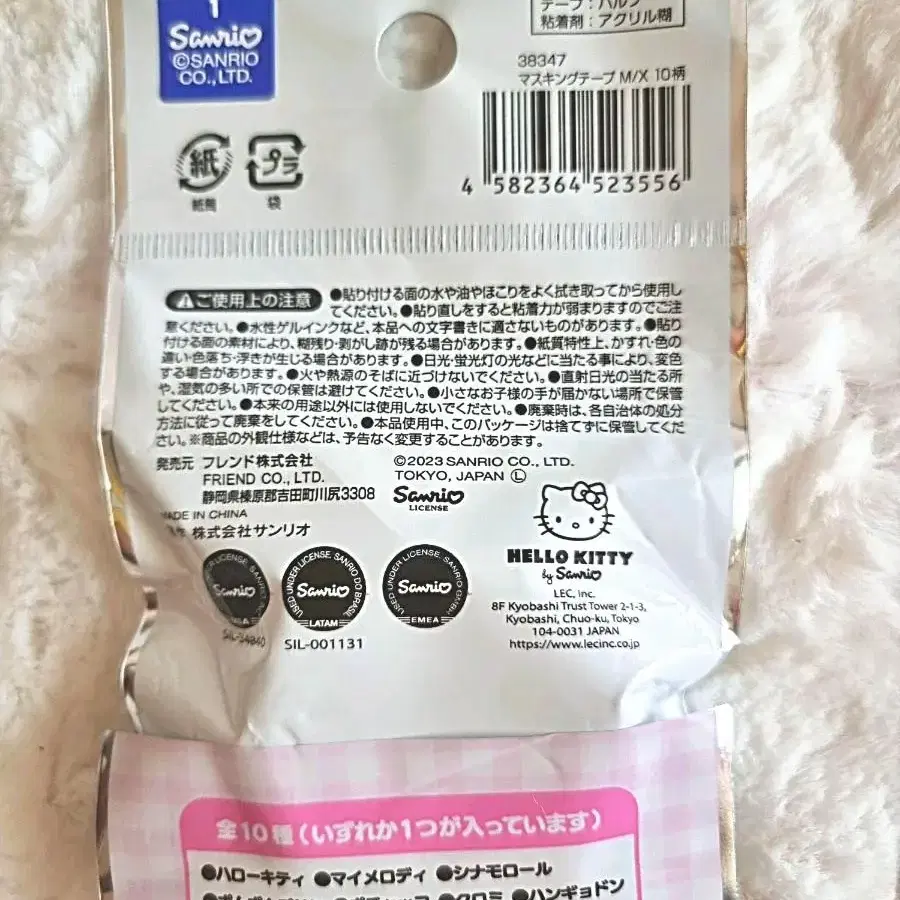 テープ：パルプ
粘着剤：アクリル糊
1
Sanrio
©SANRIO
CO., LTD.
38347
マスキングテープ M/X 10柄
4 582364 523556
紙
紙筒
プラ
袋
ご使用上の注意 ●貼り付ける面の水や油やほこりをよく拭き取ってから使用し
てください。●貼り直しをすると粘着力が弱まりますのでご注
意ください。●水性ゲルインクなど、本品への文字書きに適さないものがあります。●貼り
付ける面の素材により、糊残り・剥がし跡が残る場合があります。●紙質特性上、かすれ・色の
違い・色落ち・浮きが生じる場合があります。●日光・蛍光灯の光などに当たる事により、変色
する場合があります。●火や熱源のそばに近づけないでください。●直射日光の当たる所
や、湿気の多い所での保管は避けてください。●小さなお子様の手が届かない場所で保管
してください。●本来の用途以外には使用しないでください。●廃棄時は、各自治体の処分
方法に従って廃棄をしてください。●本品使用中、このパッケージは捨てずに保管してくだ
さい。※商品の外観仕様などは、予告なく変更することがあります。
発売元 フレンド株式会社
FRIEND CO., LTD.
静岡県榛原郡吉田町川尻3308
MADE IN CHINA
株式会社サンリオ
©2023 SANRIO CO., LTD.
TOKYO, JAPAN Ⓛ
Sanrio
LICENSE
HELLO KITTY
by Sanrio
LEC, Inc.
8F Kyobashi Trust Tower 2-1-3,
Kyobashi, Chuo-ku, Tokyo
104-0031 JAPAN
https://www.lecinc.co.jp
Sanrio
USED UNDER LICENSE. SANRIO DO BRASIL
Sanrio
LATAM
SIL-001131
USED UNDER LICENSE. SANRIO GMBH
Sanrio
EMEA
全10種(いずれか1つが入っています)
●ハローキティ ●マイメロディ ●シナモロール
●クロミ ●ハンギョドン